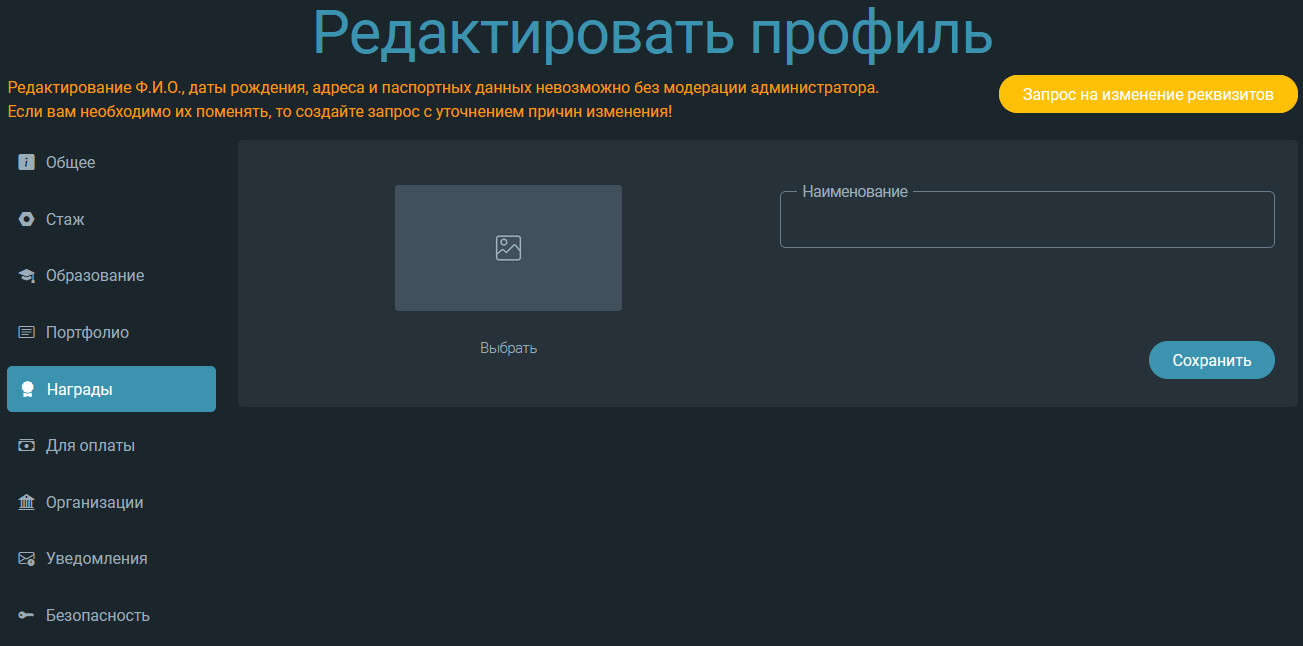 Редактировать профиль
Редактирование Ф.И.О., даты рождения, адреса и паспортных данных невозможно без модерации администратора.
Если вам необходимо их поменять, то создайте запрос с уточнением причин изменения!
Запрос на изменение реквизитов
Общее
Стаж
Образование
Портфолио
Награды
Для оплаты
Организации
Уведомления
Безопасность
Выбрать
Наименование
Сохранить